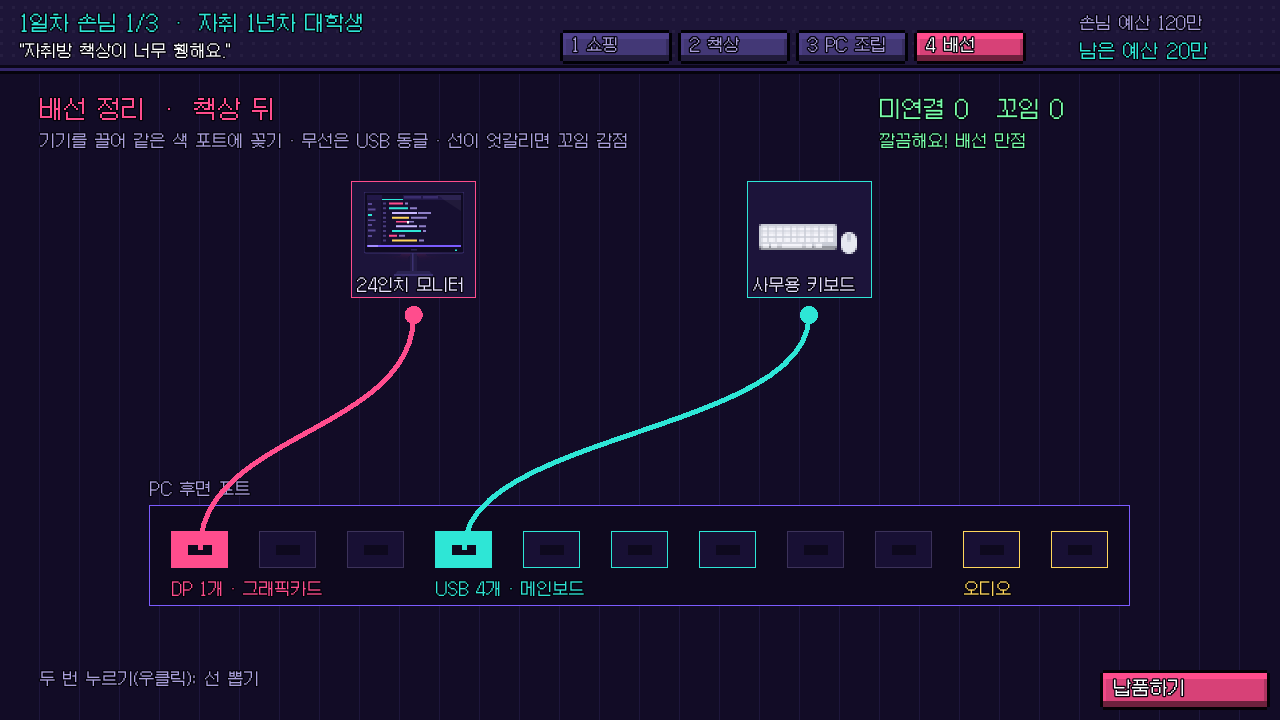 1일차 손님 1/3 · 자취 1년차 대학생
"자취방 책상이 너무 휑해요."
1 쇼핑
2 책상
3 PC 조립
4 배선
손님 예산 120만
남은 예산 20만
배선 정리 · 책상 뒤
기기를 끌어 같은 색 포트에 꽂기 · 무선은 USB 동글 · 선이 엇갈리면 꼬임 감점
미연결 0 꼬임 0
깔끔해요! 배선 만점
24인치 모니터
사무용 키보드
PC 후면 포트
DP 1개 · 그래픽카드
USB 4개 · 메인보드
오디오
두 번 누르기(우클릭): 선 뽑기
납품하기